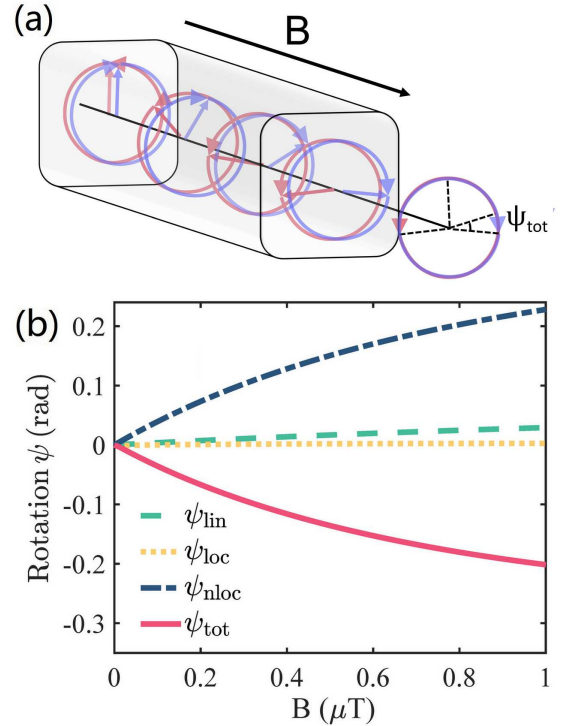 (a)
B
ψtot
(b)
0.2
0.1
0
-0.1
-0.2
-0.3
Rotation ψ (rad)
ψlin
ψloc
ψnloc
ψtot
0 0.2 0.4 0.6 0.8 1
B (μT)